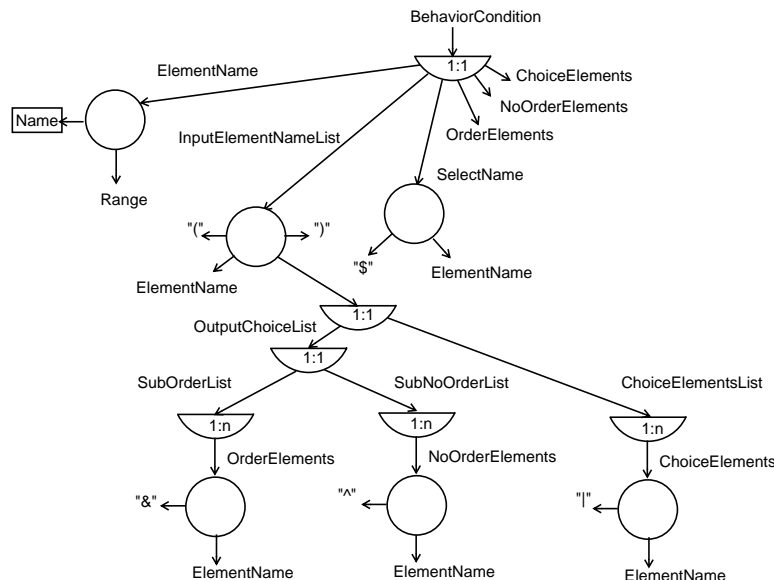 BehaviorCondition
1:1
ElementName
ChoiceElements
NoOrderElements
Name
InputElementNameList
OrderElements
SelectName
Range
"("
")"
"$"
ElementName
ElementName
1:1
OutputChoiceList
1:1
SubOrderList
SubNoOrderList
ChoiceElementsList
1:n
1:n
1:n
OrderElements
NoOrderElements
ChoiceElements
"&"
"^"
"|"
ElementName
ElementName
ElementName